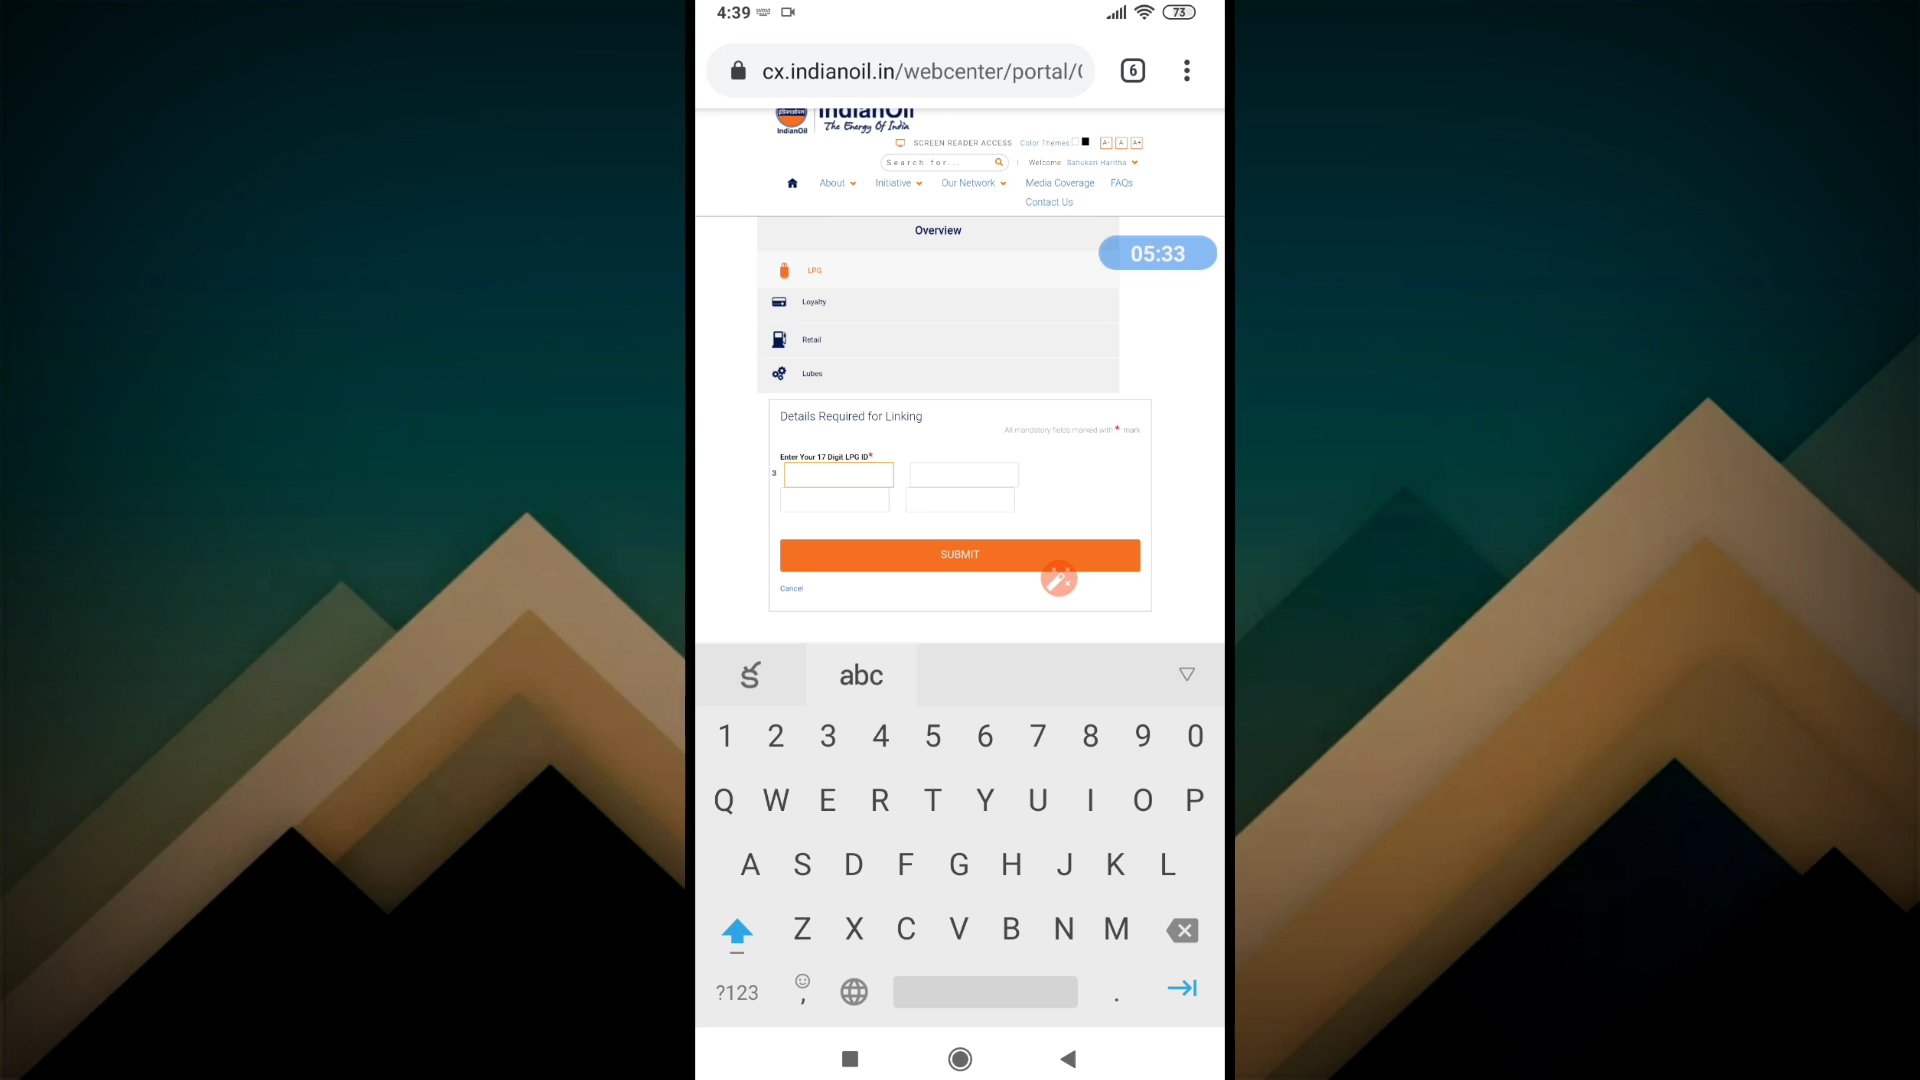 4:39
73
cx.indianoil.in/webcenter/portal/(
6
इंडियनऑयल
IndianOil
IndianOil
The Energy Of India
SCREEN READER ACCESS Color Themes A- A A+
Search for... | Welcome Sahukari Haritha
About Initiative Our Network Media Coverage FAQs
Contact Us
Overview
05:33
LPG
Loyalty
Retail
Lubes
Details Required for Linking
All mandatory fields marked with * mark
Enter Your 17 Digit LPG ID*
3
SUBMIT
Cancel
abc
1 2 3 4 5 6 7 8 9 0
Q W E R T Y U I O P
A S D F G H J K L
Z X C V B N M
?123 , .